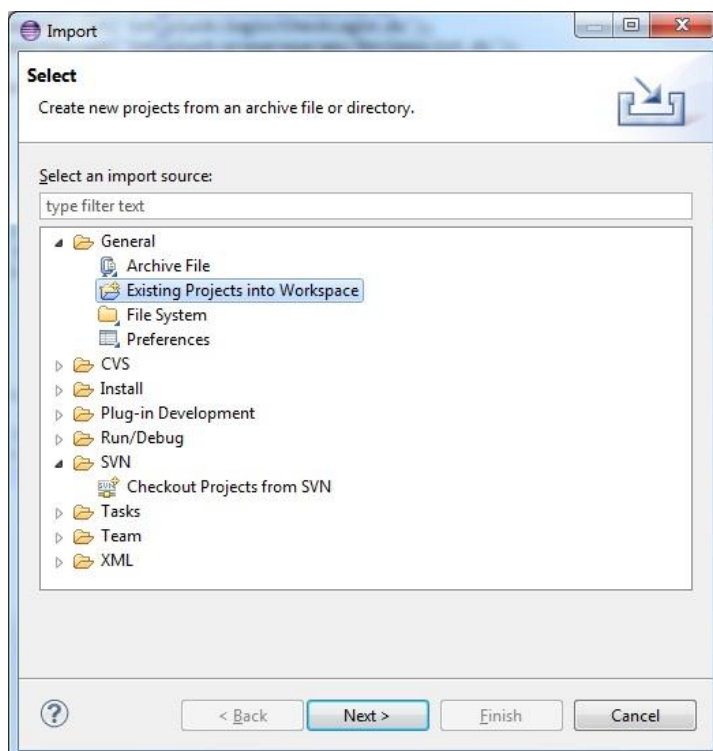 Import
Select
Create new projects from an archive file or directory.
Select an import source:
type filter text
General
Archive File
Existing Projects into Workspace
File System
Preferences
CVS
Install
Plug-in Development
Run/Debug
SVN
Checkout Projects from SVN
Tasks
Team
XML
? < Back Next > Finish Cancel